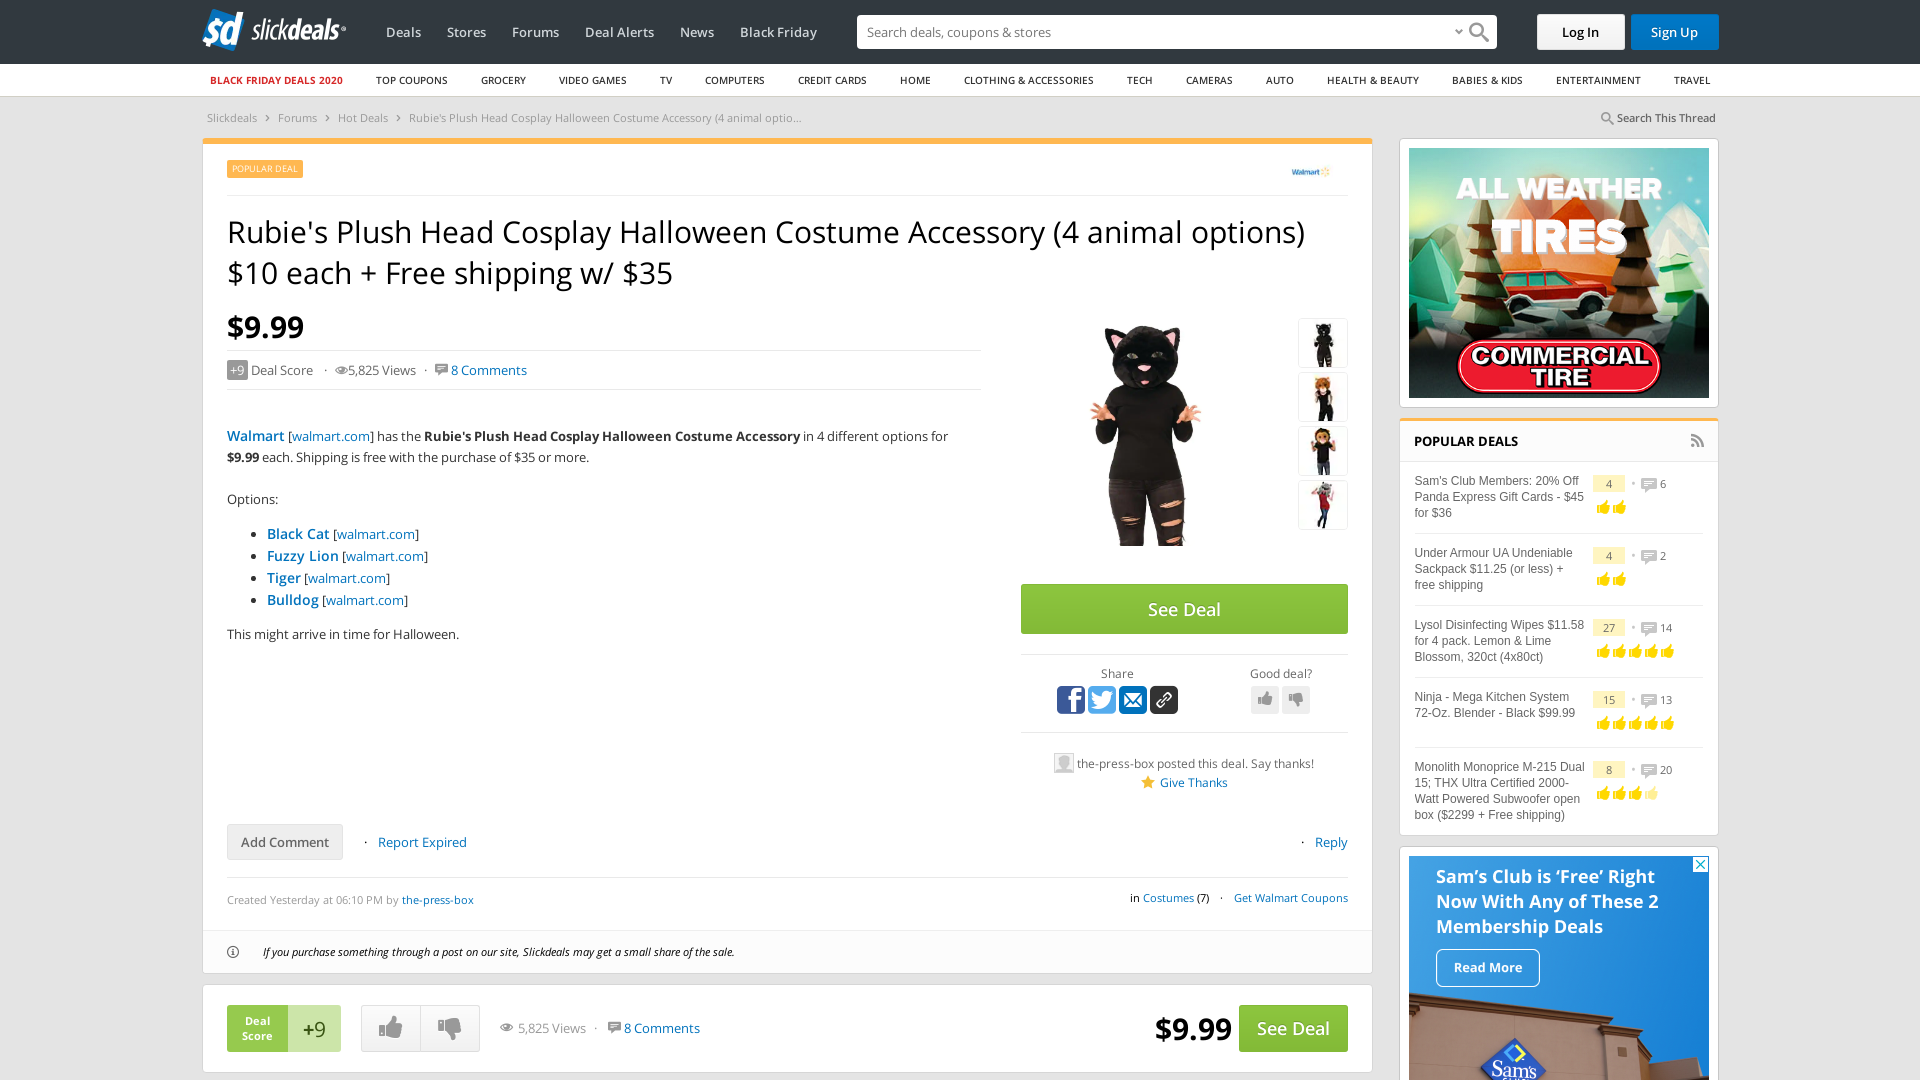 sd slickdeals
Deals Stores Forums Deal Alerts News Black Friday
Search deals, coupons & stores
Log In
Sign Up
BLACK FRIDAY DEALS 2020 TOP COUPONS GROCERY VIDEO GAMES TV COMPUTERS CREDIT CARDS HOME CLOTHING & ACCESSORIES TECH CAMERAS AUTO HEALTH & BEAUTY BABIES & KIDS ENTERTAINMENT TRAVEL
Slickdeals › Forums › Hot Deals › Rubie's Plush Head Cosplay Halloween Costume Accessory (4 animal optio...
Search This Thread
POPULAR DEAL
Walmart
Rubie's Plush Head Cosplay Halloween Costume Accessory (4 animal options)
$10 each + Free shipping w/ $35
$9.99
+9 Deal Score · 5,825 Views · 8 Comments
Walmart [walmart.com] has the Rubie's Plush Head Cosplay Halloween Costume Accessory in 4 different options for
$9.99 each. Shipping is free with the purchase of $35 or more.
Options:
• Black Cat [walmart.com]
• Fuzzy Lion [walmart.com]
• Tiger [walmart.com]
• Bulldog [walmart.com]
This might arrive in time for Halloween.
See Deal
Share
Good deal?
the-press-box posted this deal. Say thanks!
Give Thanks
Add Comment · Report Expired
· Reply
Created Yesterday at 06:10 PM by the-press-box
in Costumes (7) · Get Walmart Coupons
If you purchase something through a post on our site, Slickdeals may get a small share of the sale.
Deal
Score
+9
5,825 Views · 8 Comments
$9.99
See Deal
ALL WEATHER
TIRES
COMMERCIAL
TIRE
POPULAR DEALS
Sam's Club Members: 20% Off
Panda Express Gift Cards - $45
for $36
4 · 6
Under Armour UA Undeniable
Sackpack $11.25 (or less) +
free shipping
4 · 2
Lysol Disinfecting Wipes $11.58
for 4 pack. Lemon & Lime
Blossom, 320ct (4x80ct)
27 · 14
Ninja - Mega Kitchen System
72-Oz. Blender - Black $99.99
15 · 13
Monolith Monoprice M-215 Dual
15; THX Ultra Certified 2000-
Watt Powered Subwoofer open
box ($2299 + Free shipping)
8 · 20
Sam's Club is ‘Free’ Right
Now With Any of These 2
Membership Deals
Read More
Sam's